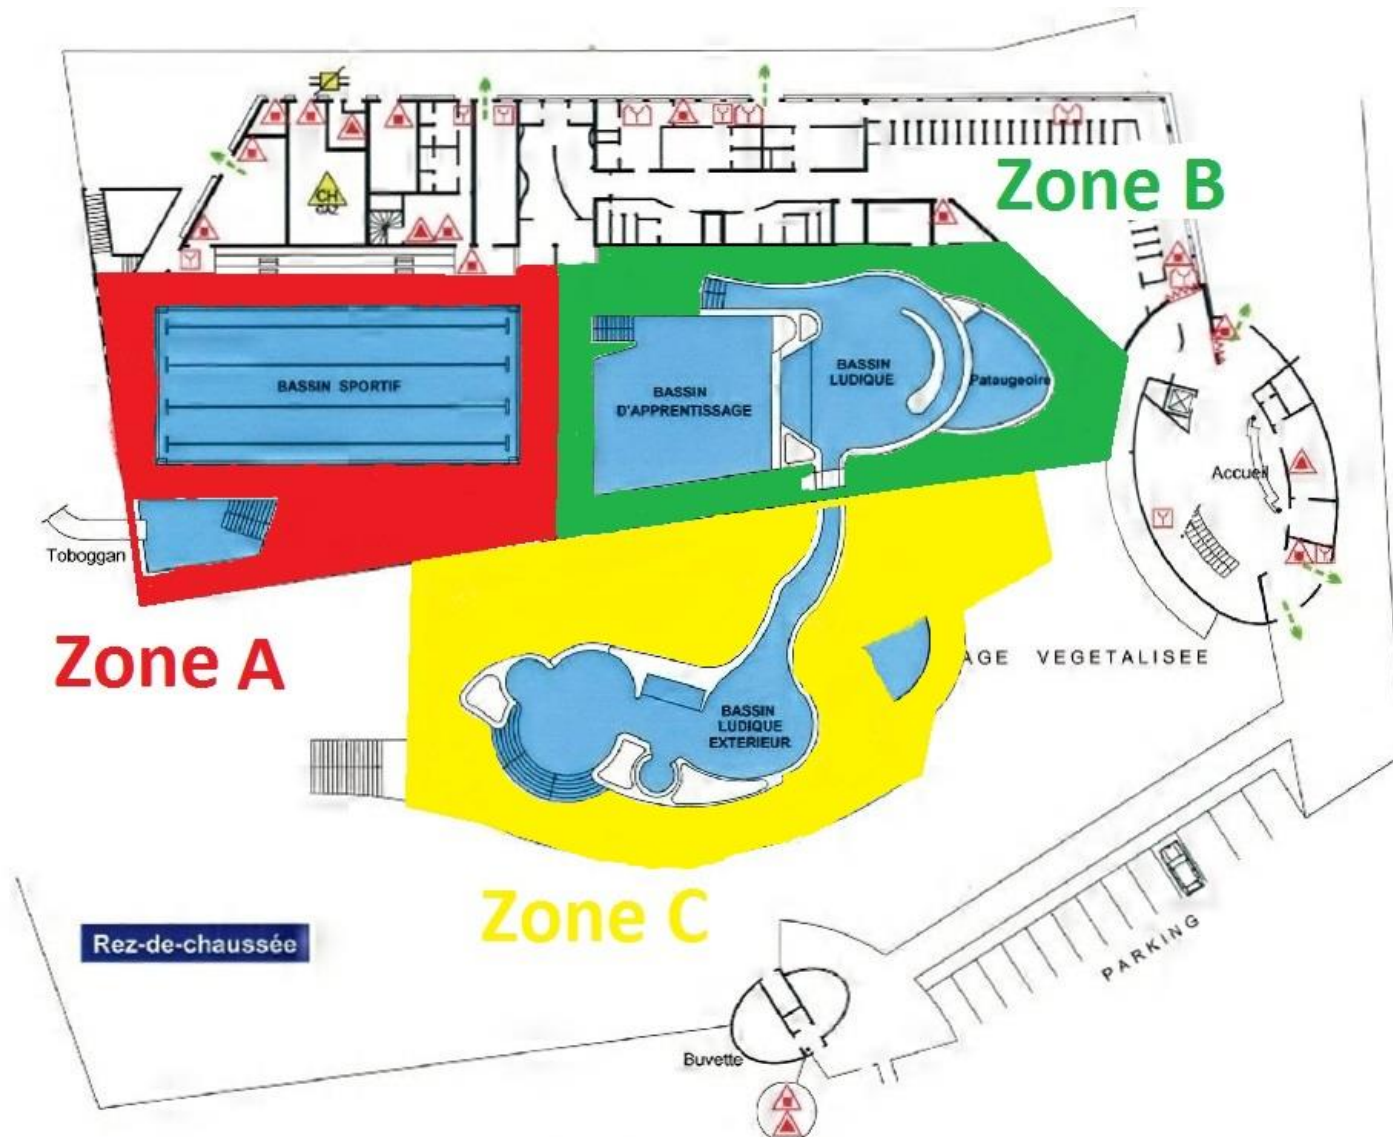 Zone B
CH
GAZ
BASSIN SPORTIF
BASSIN
LUDIQUE
Pataugeoire
BASSIN
D'APPRENTISSAGE
Accueil
Toboggan
Zone A
AGE VEGETALISEE
BASSIN
LUDIQUE
EXTERIEUR
Zone C
Rez-de-chaussée
PARKING
Buvette